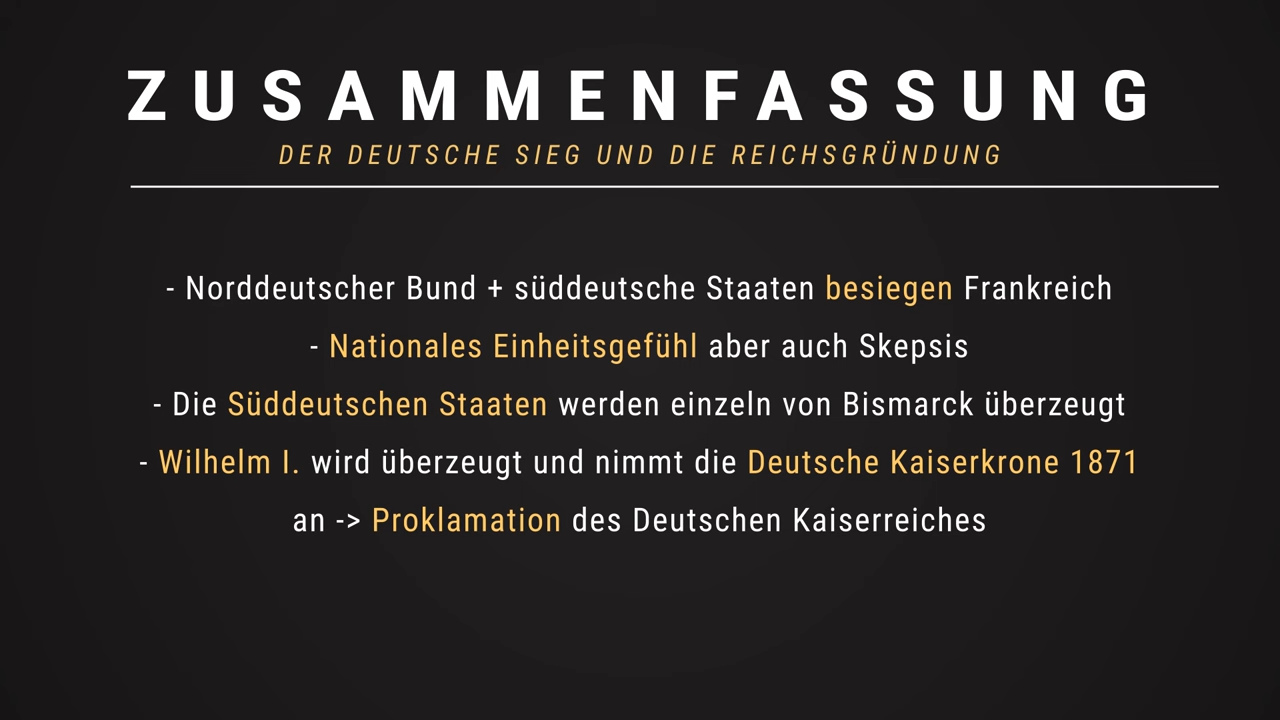 ZUSAMMENFASSUNG
DER DEUTSCHE SIEG UND DIE REICHSGRÜNDUNG
- Norddeutscher Bund + süddeutsche Staaten besiegen Frankreich
- Nationales Einheitsgefühl aber auch Skepsis
- Die Süddeutschen Staaten werden einzeln von Bismarck überzeugt
- Wilhelm I. wird überzeugt und nimmt die Deutsche Kaiserkrone 1871
an -> Proklamation des Deutschen Kaiserreiches